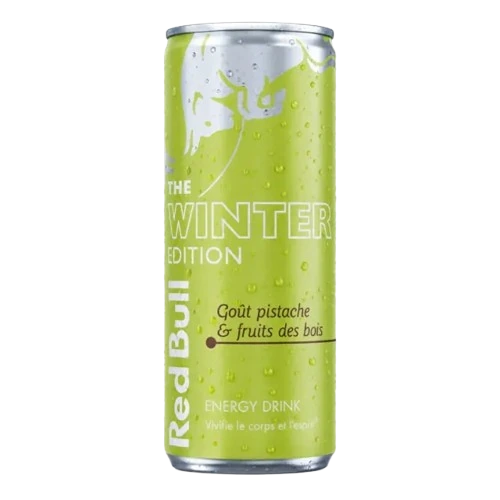 THE
WINTER
EDITION
Red Bull
Goût pistache
& fruits des bois
ENERGY DRINK
Vivifie le corps et l'esprit